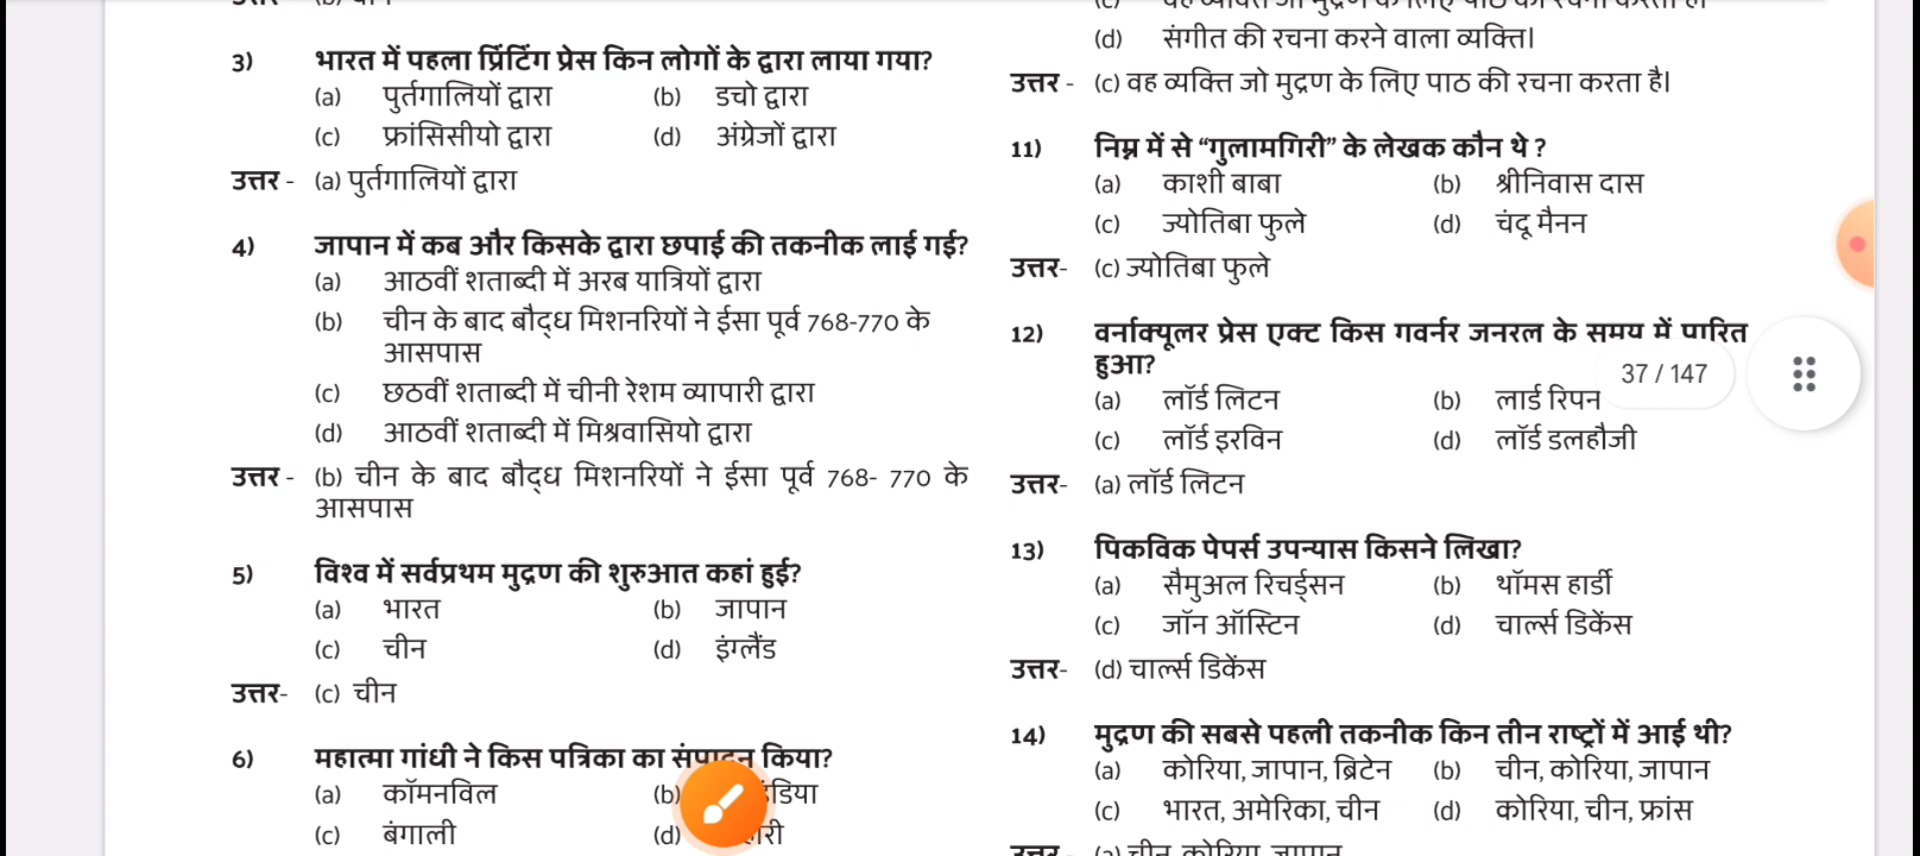 3) भारत में पहला प्रिंटिंग प्रेस किन लोगों के द्वारा लाया गया?
(a) पुर्तगालियों द्वारा (b) डचो द्वारा
(c) फ्रांसिसीयो द्वारा (d) अंग्रेजों द्वारा
उत्तर - (a) पुर्तगालियों द्वारा
4) जापान में कब और किसके द्वारा छपाई की तकनीक लाई गई?
(a) आठवीं शताब्दी में अरब यात्रियों द्वारा
(b) चीन के बाद बौद्ध मिशनरियों ने ईसा पूर्व 768-770 के
आसपास
(c) छठवीं शताब्दी में चीनी रेशम व्यापारी द्वारा
(d) आठवीं शताब्दी में मिश्रवासियो द्वारा
उत्तर - (b) चीन के बाद बौद्ध मिशनरियों ने ईसा पूर्व 768- 770 के
आसपास
5) विश्व में सर्वप्रथम मुद्रण की शुरुआत कहां हुई?
(a) भारत (b) जापान
(c) चीन (d) इंग्लैंड
उत्तर- (c) चीन
6) महात्मा गांधी ने किस पत्रिका का संपादन किया?
(a) कॉमनविल (b)
(c) बंगाली (d)
(d) संगीत की रचना करने वाला व्यक्ति।
उत्तर - (c) वह व्यक्ति जो मुद्रण के लिए पाठ की रचना करता है।
11) निम्न में से “गुलामगिरी” के लेखक कौन थे ?
(a) काशी बाबा (b) श्रीनिवास दास
(c) ज्योतिबा फुले (d) चंदू मैनन
उत्तर- (c) ज्योतिबा फुले
12) वर्नाक्यूलर प्रेस एक्ट किस गवर्नर जनरल के समय में पारित
हुआ?
37 / 147
(a) लॉर्ड लिटन (b) लार्ड रिपन
(c) लॉर्ड इरविन (d) लॉर्ड डलहौजी
उत्तर- (a) लॉर्ड लिटन
13) पिकविक पेपर्स उपन्यास किसने लिखा?
(a) सैमुअल रिचर्ड्सन (b) थॉमस हार्डी
(c) जॉन ऑस्टिन (d) चार्ल्स डिकेंस
उत्तर- (d) चार्ल्स डिकेंस
14) मुद्रण की सबसे पहली तकनीक किन तीन राष्ट्रों में आई थी?
(a) कोरिया, जापान, ब्रिटेन (b) चीन, कोरिया, जापान
(c) भारत, अमेरिका, चीन (d) कोरिया, चीन, फ्रांस